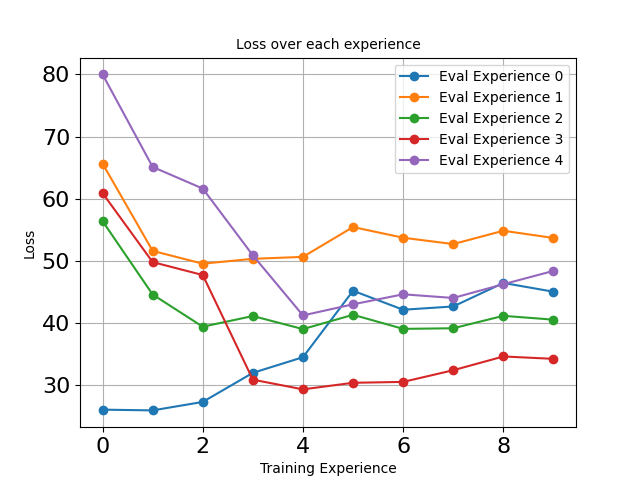 Loss over each experience
Loss
80
70
60
50
40
30
Eval Experience 0
Eval Experience 1
Eval Experience 2
Eval Experience 3
Eval Experience 4
0 2 4 6 8
Training Experience